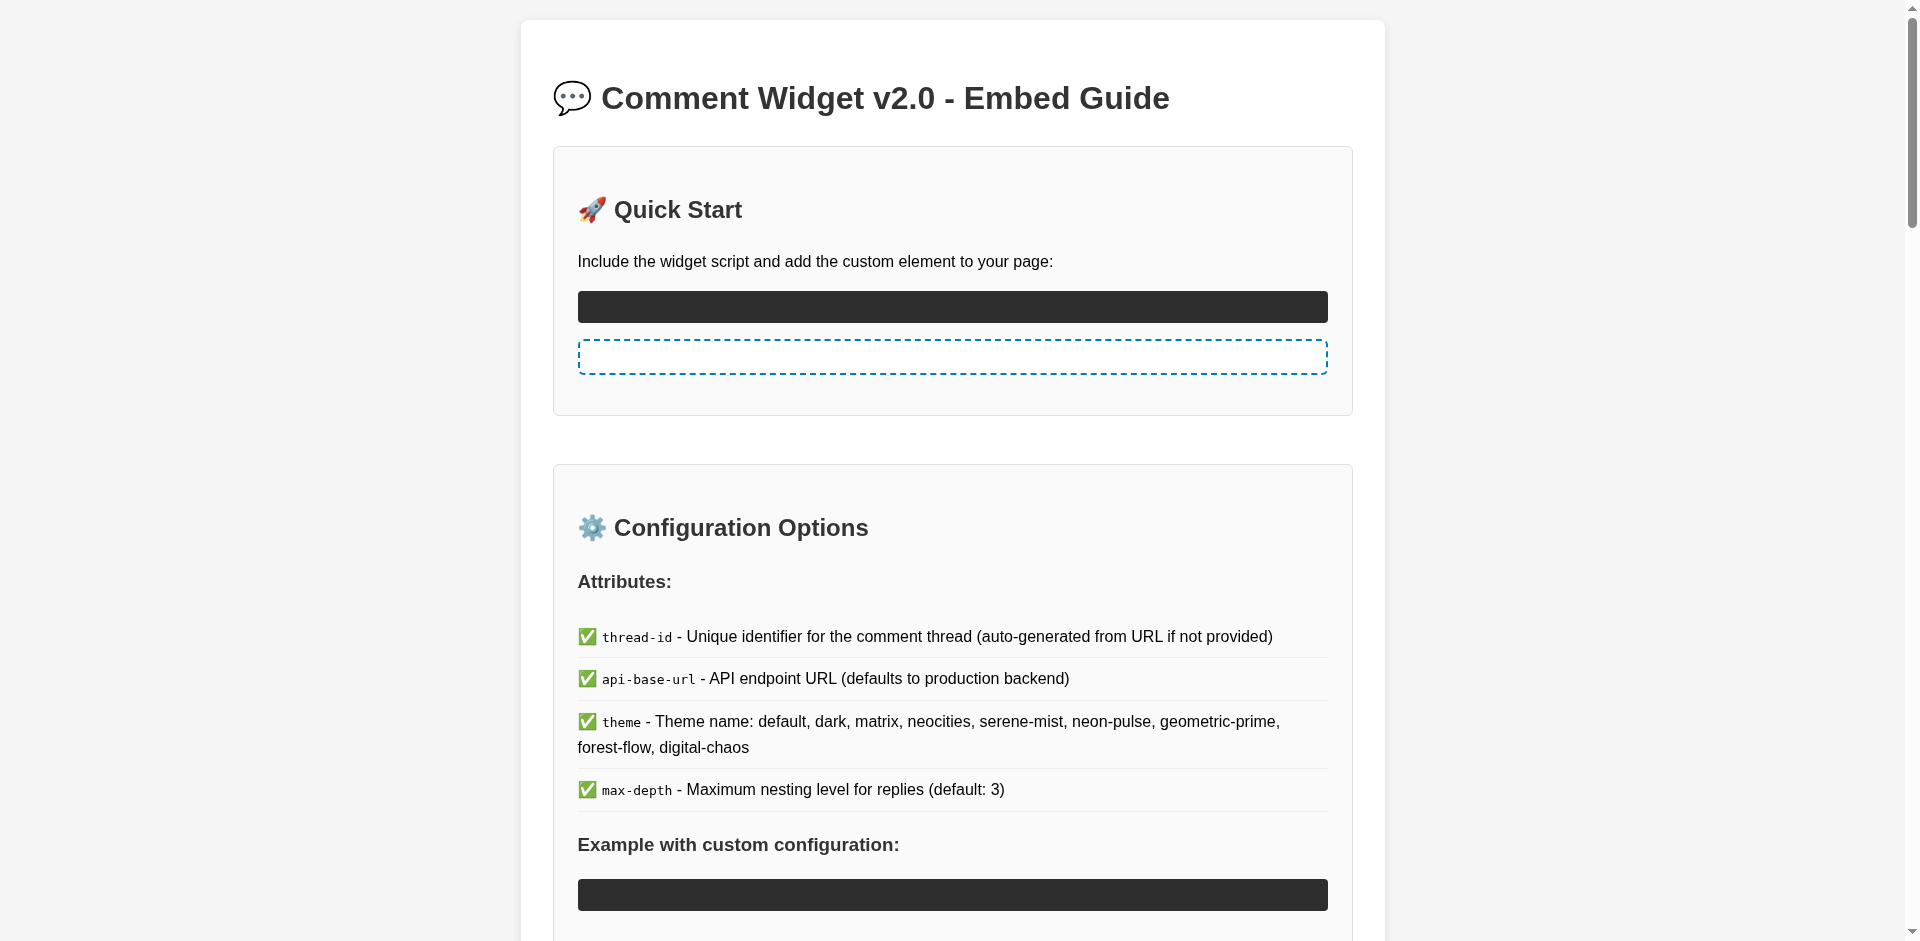 💬 Comment Widget v2.0 - Embed Guide
🚀 Quick Start
Include the widget script and add the custom element to your page:
⚙️ Configuration Options
Attributes:
✅ thread-id - Unique identifier for the comment thread (auto-generated from URL if not provided)
✅ api-base-url - API endpoint URL (defaults to production backend)
✅ theme - Theme name: default, dark, matrix, neocities, serene-mist, neon-pulse, geometric-prime,
forest-flow, digital-chaos
✅ max-depth - Maximum nesting level for replies (default: 3)
Example with custom configuration: